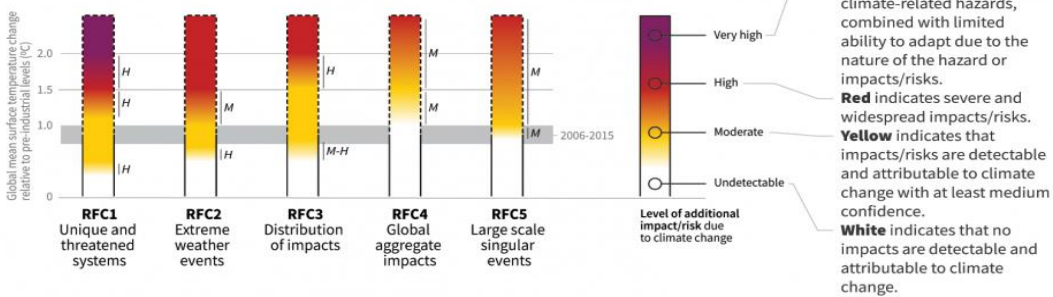 Global mean surface temperature change
relative to pre-industrial levels (°C)
2.0
1.5
1.0
0
H
H
H
M
H
H
M-H
M
M
M
M
2006-2015
RFC1
Unique and
threatened
systems
RFC2
Extreme
weather
events
RFC3
Distribution
of impacts
RFC4
Global
aggregate
impacts
RFC5
Large scale
singular
events
Very high
High
Moderate
Undetectable
Level of additional
impact/risk due
to climate change
climate-related hazards,
combined with limited
ability to adapt due to the
nature of the hazard or
impacts/risks.
Red indicates severe and
widespread impacts/risks.
Yellow indicates that
impacts/risks are detectable
and attributable to climate
change with at least medium
confidence.
White indicates that no
impacts are detectable and
attributable to climate
change.